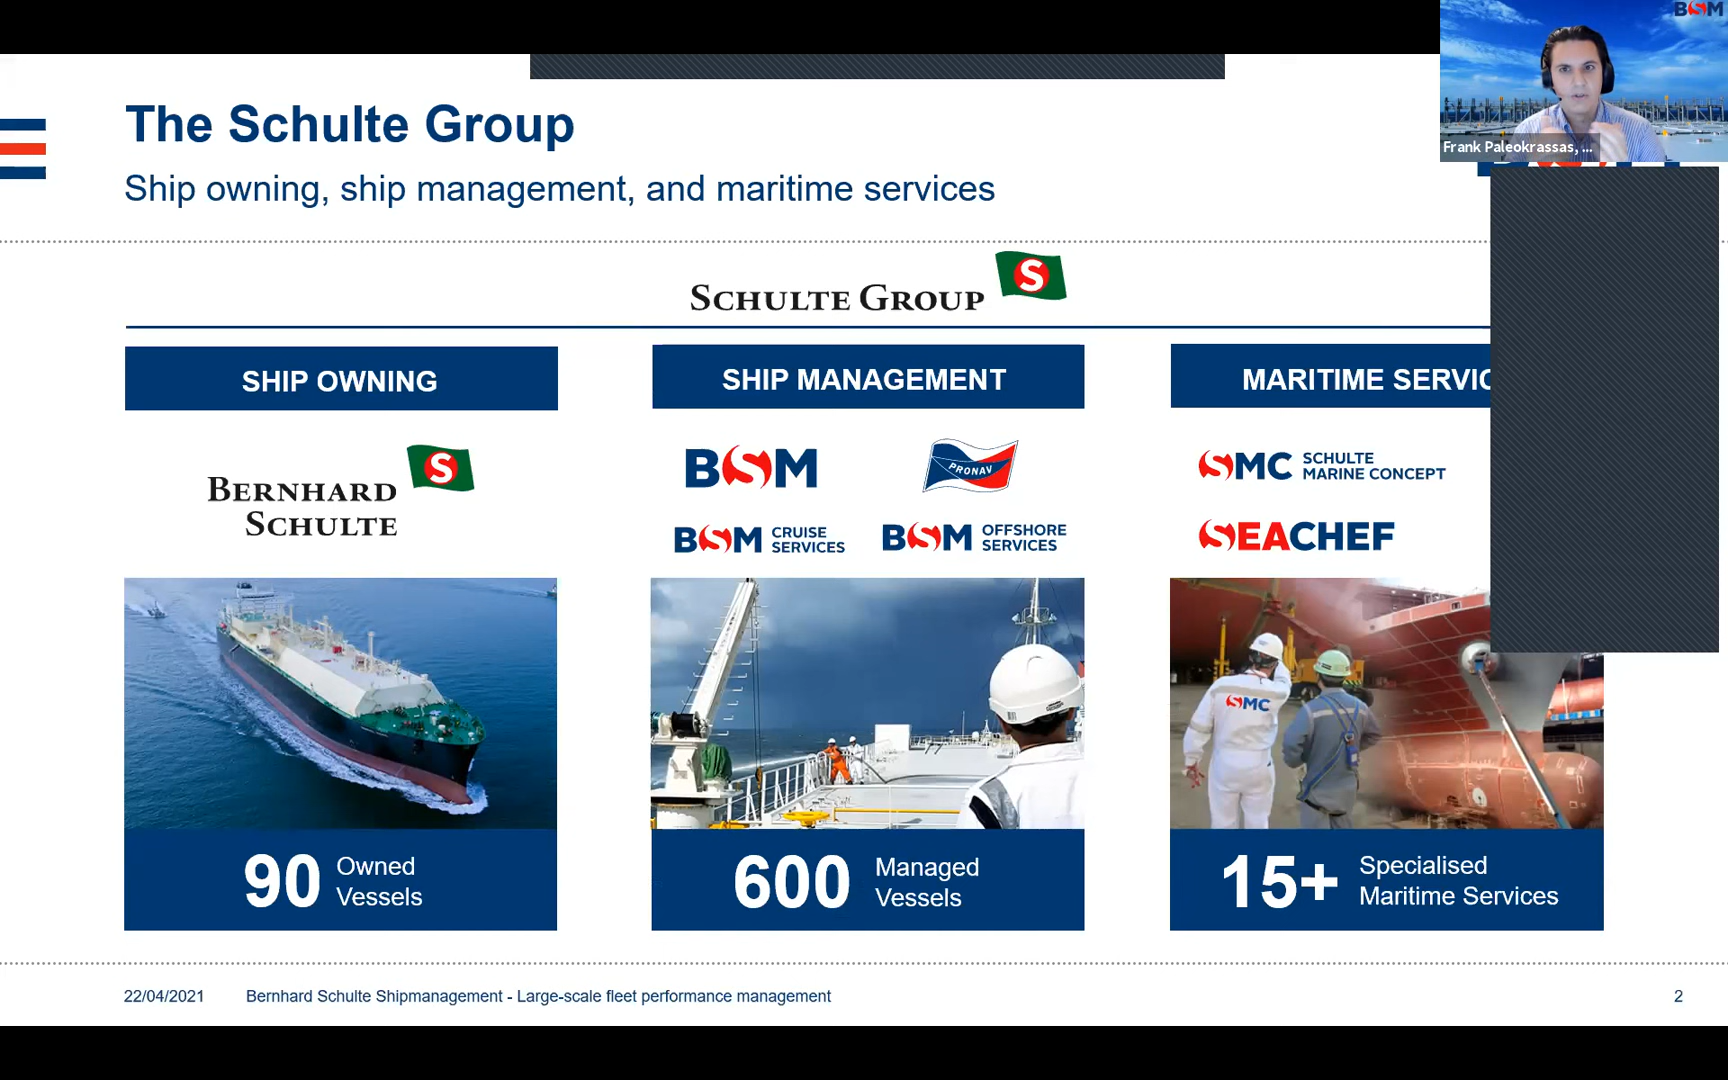 BSM
Frank Paleokrassas, ...
The Schulte Group
Ship owning, ship management, and maritime services
SCHULTE GROUP
S
SHIP OWNING
SHIP MANAGEMENT
MARITIME SERVIC
BERNHARD
SCHULTE
S
BSM
PRONAV
BSM CRUISE
SERVICES
BSM OFFSHORE
SERVICES
SMC SCHULTE
MARINE CONCEPT
SEACHEF
SMC
90 Owned
Vessels
600 Managed
Vessels
15+ Specialised
Maritime Services
22/04/2021 Bernhard Schulte Shipmanagement - Large-scale fleet performance management 2